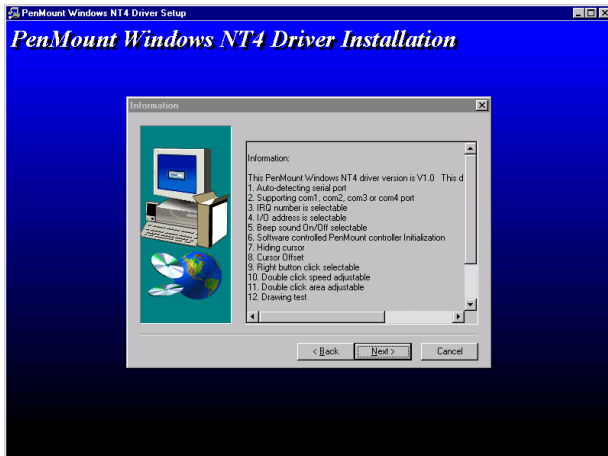 PenMount Windows NT4 Driver Setup
PenMount Windows NT4 Driver Installation
Information
Information:
This PenMount Windows NT4 driver version is V1.0 This d
1. Auto-detecting serial port
2. Supporting com1, com2, com3 or com4 port
3. IRQ number is selectable
4. I/O address is selectable
5. Beep sound On/Off selectable
6. Software controlled PenMount controller Initialization
7. Hiding cursor
8. Cursor Offset
9. Right button click selectable
10. Double click speed adjustable
11. Double click area adjustable
12. Drawing test
< Back Next > Cancel